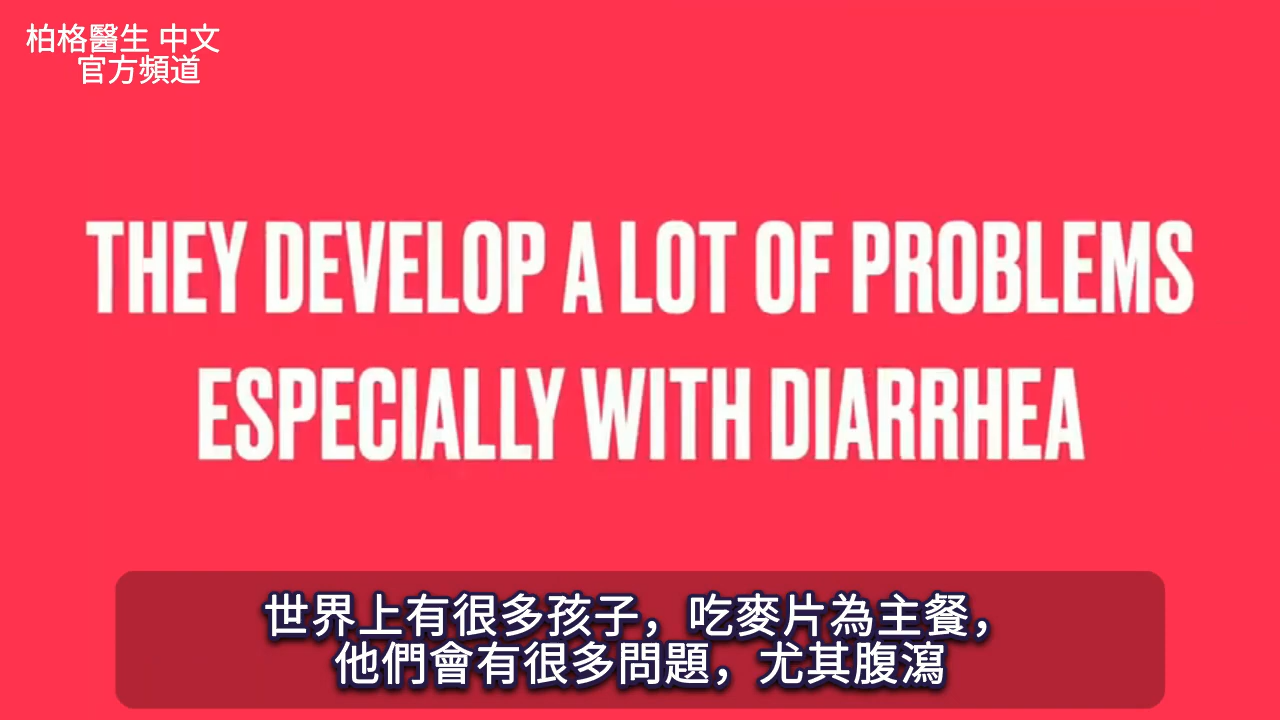 柏格醫生 中文
官方頻道
THEY DEVELOP A LOT OF PROBLEMS
ESPECIALLY WITH DIARRHEA
世界上有很多孩子，吃麥片為主餐，
他們會有很多問題，尤其腹瀉